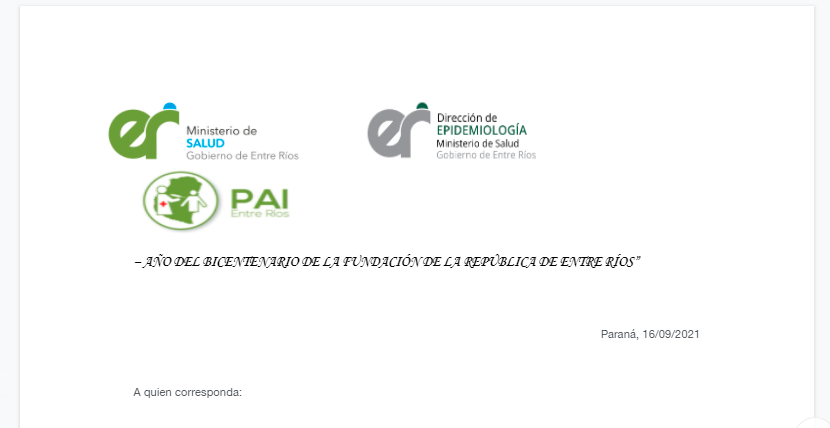 er
Ministerio de
SALUD
Gobierno de Entre Ríos
er
Dirección de
EPIDEMIOLOGÍA
Ministerio de Salud
Gobierno de Entre Ríos
PAI
Entre Ríos
– AÑO DEL BICENTENARIO DE LA FUNDACIÓN DE LA REPÚBLICA DE ENTRE RÍOS”
Paraná, 16/09/2021
A quien corresponda: